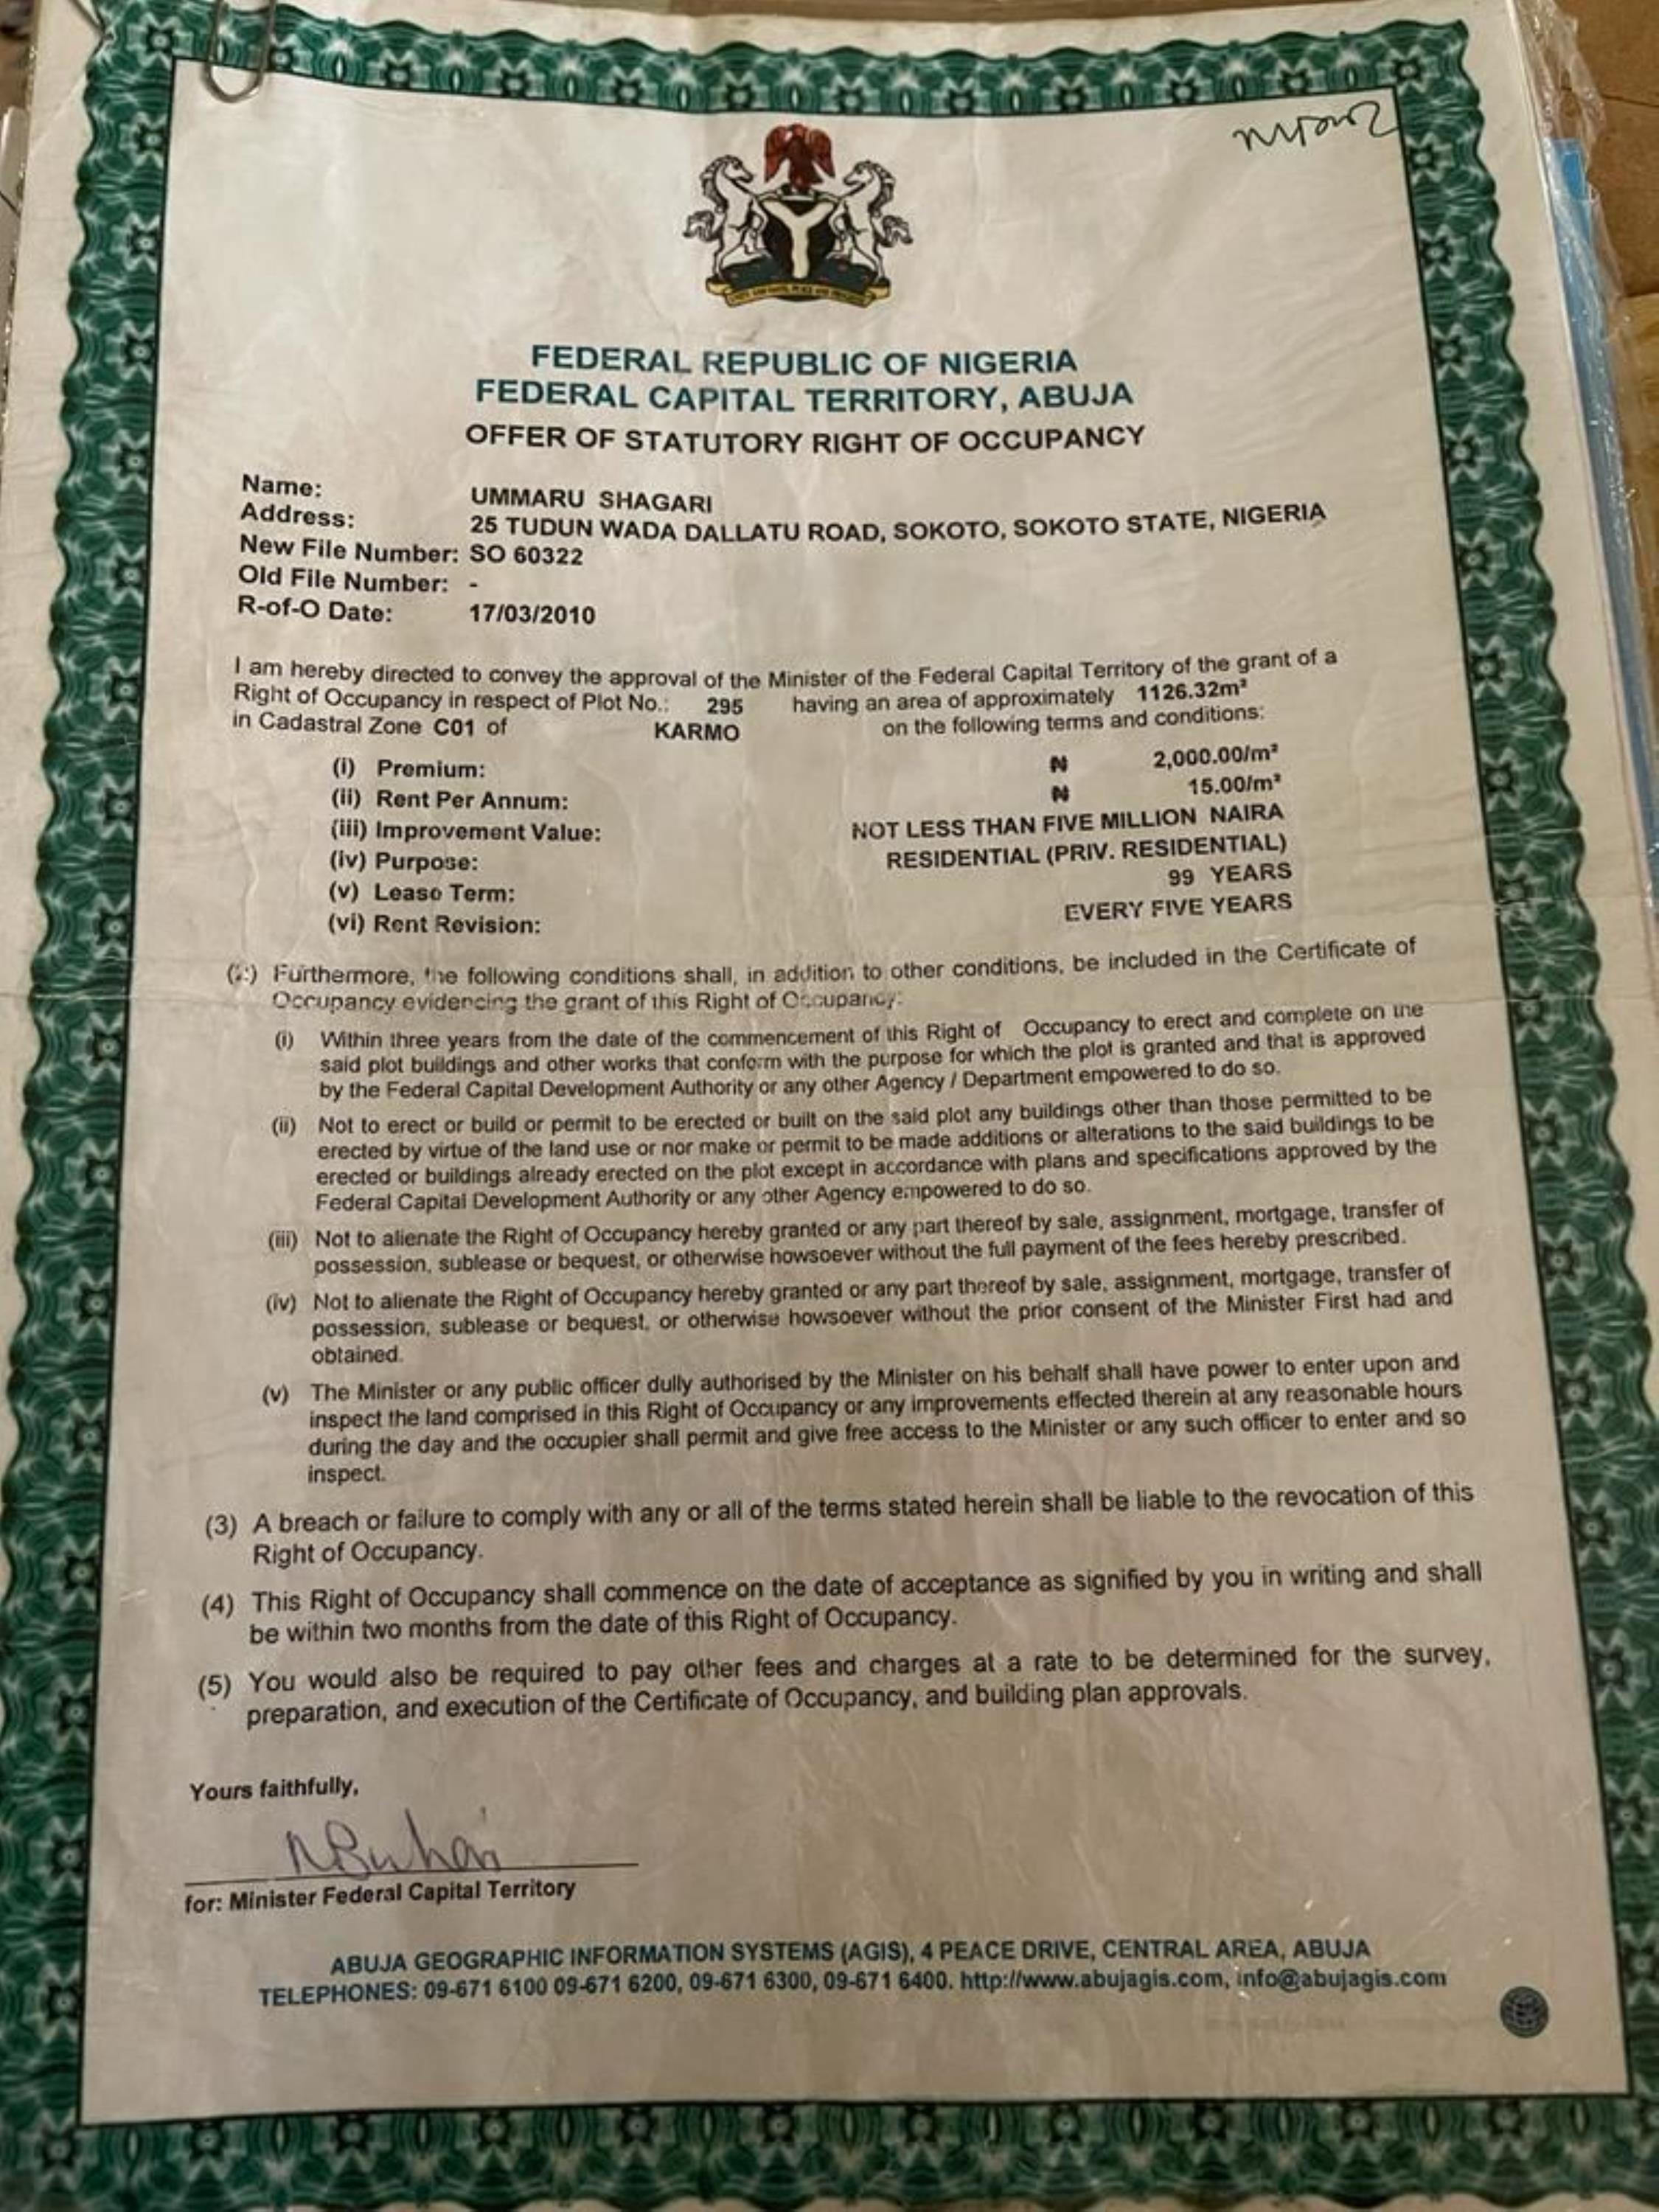 FEDERAL REPUBLIC OF NIGERIA
FEDERAL CAPITAL TERRITORY, ABUJA
OFFER OF STATUTORY RIGHT OF OCCUPANCY
Name: UMMARU SHAGARI
Address: 25 TUDUN WADA DALLATU ROAD, SOKOTO, SOKOTO STATE, NIGERIA
New File Number: SO 60322
Old File Number: -
R-of-O Date: 17/03/2010
I am hereby directed to convey the approval of the Minister of the Federal Capital Territory of the grant of a
Right of Occupancy in respect of Plot No.: 295 having an area of approximately 1126.32m²
in Cadastral Zone C01 of KARMO on the following terms and conditions:
(i) Premium: ₦ 2,000.00/m²
(ii) Rent Per Annum: ₦ 15.00/m²
(iii) Improvement Value: NOT LESS THAN FIVE MILLION NAIRA
(iv) Purpose: RESIDENTIAL (PRIV. RESIDENTIAL)
(v) Lease Term: 99 YEARS
(vi) Rent Revision: EVERY FIVE YEARS
(2) Furthermore, the following conditions shall, in addition to other conditions, be included in the Certificate of
Occupancy evidencing the grant of this Right of Occupancy:
(i) Within three years from the date of the commencement of this Right of Occupancy to erect and complete on the
said plot buildings and other works that conform with the purpose for which the plot is granted and that is approved
by the Federal Capital Development Authority or any other Agency / Department empowered to do so.
(ii) Not to erect or build or permit to be erected or built on the said plot any buildings other than those permitted to be
erected by virtue of the land use or nor make or permit to be made additions or alterations to the said buildings to be
erected or buildings already erected on the plot except in accordance with plans and specifications approved by the
Federal Capital Development Authority or any other Agency empowered to do so.
(iii) Not to alienate the Right of Occupancy hereby granted or any part thereof by sale, assignment, mortgage, transfer of
possession, sublease or bequest, or otherwise howsoever without the full payment of the fees hereby prescribed.
(iv) Not to alienate the Right of Occupancy hereby granted or any part thereof by sale, assignment, mortgage, transfer of
possession, sublease or bequest, or otherwise howsoever without the prior consent of the Minister First had and
obtained.
(v) The Minister or any public officer dully authorised by the Minister on his behalf shall have power to enter upon and
inspect the land comprised in this Right of Occupancy or any improvements effected therein at any reasonable hours
during the day and the occupier shall permit and give free access to the Minister or any such officer to enter and so
inspect.
(3) A breach or failure to comply with any or all of the terms stated herein shall be liable to the revocation of this
Right of Occupancy.
(4) This Right of Occupancy shall commence on the date of acceptance as signified by you in writing and shall
be within two months from the date of this Right of Occupancy.
(5) You would also be required to pay other fees and charges at a rate to be determined for the survey,
preparation, and execution of the Certificate of Occupancy, and building plan approvals.
Yours faithfully,
for: Minister Federal Capital Territory
ABUJA GEOGRAPHIC INFORMATION SYSTEMS (AGIS), 4 PEACE DRIVE, CENTRAL AREA, ABUJA
TELEPHONES: 09-671 6100 09-671 6200, 09-671 6300, 09-671 6400. http://www.abujagis.com, info@abujagis.com